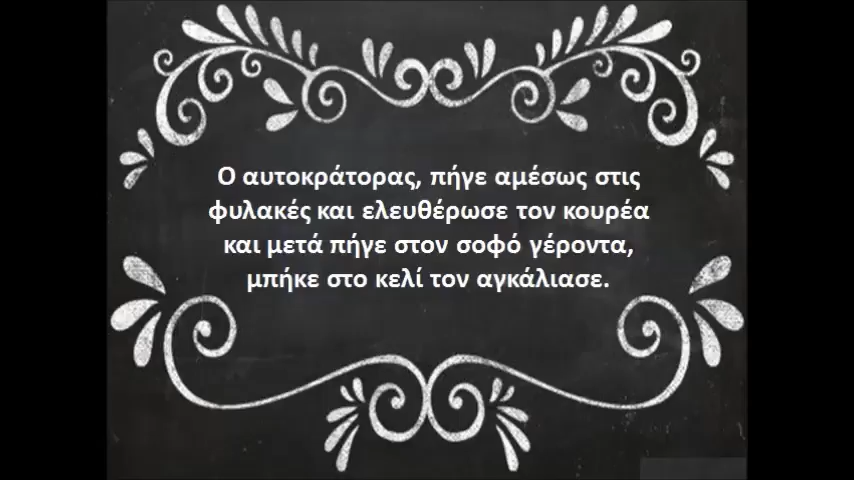 Ο αυτοκράτορας, πήγε αμέσως στις
φυλακές και ελευθέρωσε τον κουρέα
και μετά πήγε στον σοφό γέροντα,
μπήκε στο κελί τον αγκάλιασε.